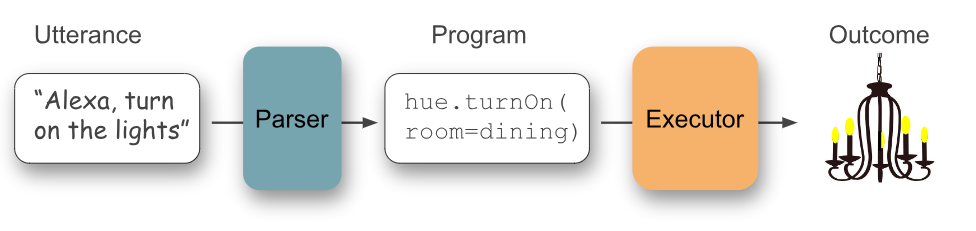 Utterance
Program
Outcome
“Alexa, turn
on the lights”
Parser
hue.turnOn(
room=dining)
Executor